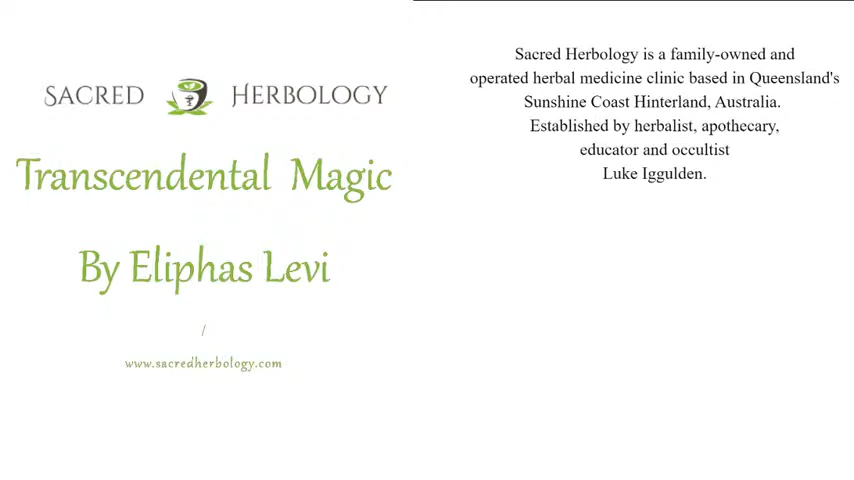 SACRED HERBOLOGY
Transcendental Magic
By Eliphas Levi
/
www.sacredherbology.com
Sacred Herbology is a family-owned and
operated herbal medicine clinic based in Queensland's
Sunshine Coast Hinterland, Australia.
Established by herbalist, apothecary,
educator and occultist
Luke Iggulden.